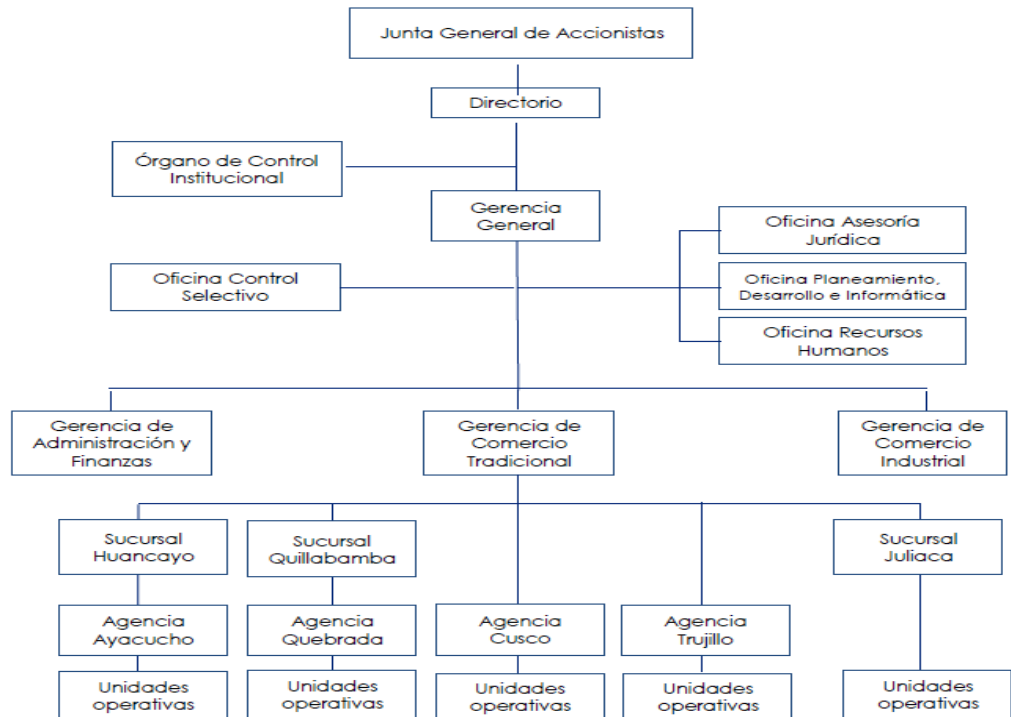 Junta General de Accionistas
Directorio
Órgano de Control
Institucional
Gerencia
General
Oficina Asesoría
Jurídica
Oficina Control
Selectivo
Oficina Planeamiento,
Desarrollo e Informática
Oficina Recursos
Humanos
Gerencia de
Administración y
Finanzas
Gerencia de
Comercio
Tradicional
Gerencia de
Comercio
Industrial
Sucursal
Huancayo
Sucursal
Quillabamba
Sucursal
Juliaca
Agencia
Ayacucho
Agencia
Quebrada
Agencia
Cusco
Agencia
Trujillo
Unidades
operativas
Unidades
operativas
Unidades
operativas
Unidades
operativas
Unidades
operativas